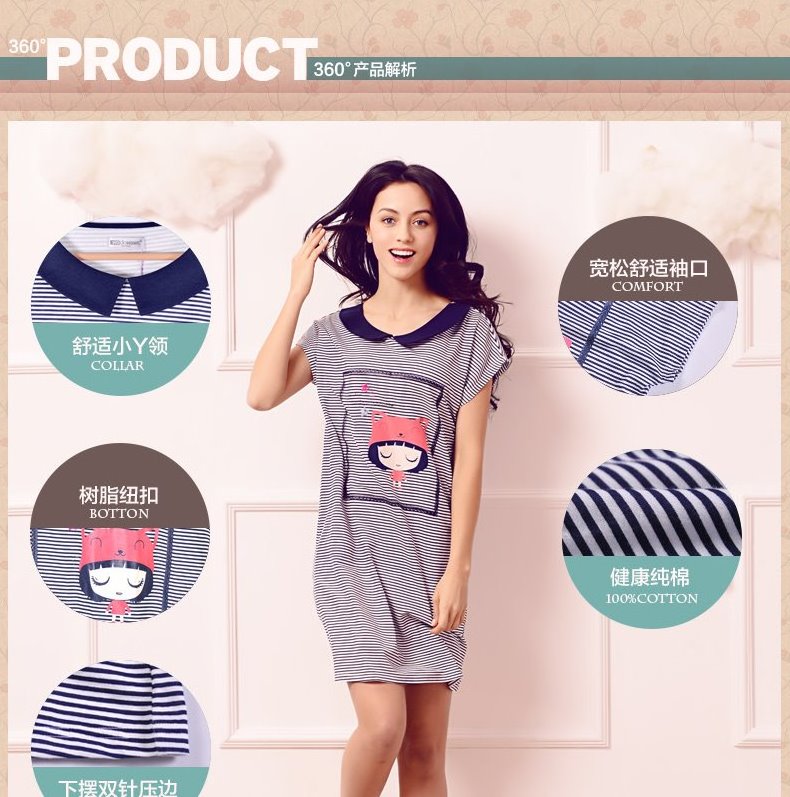 360°
PRODUCT
360°产品解析
舒适小Y领
COLLAR
宽松舒适袖口
COMFORT
树脂纽扣
BOTTON
健康纯棉
100%COTTON
下摆双针压边